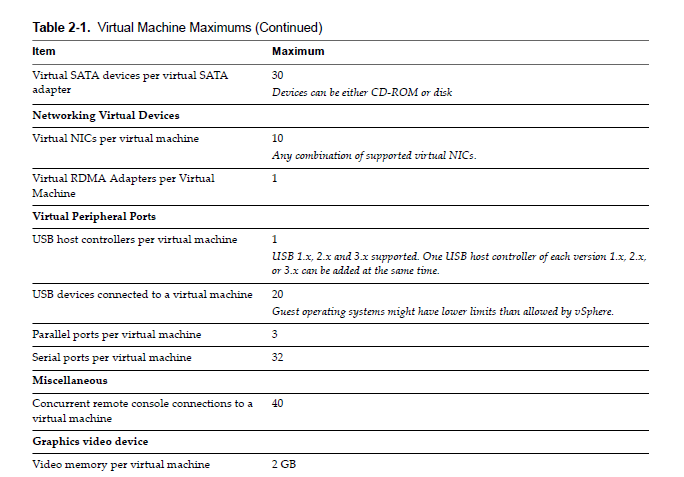 Table 2-1. Virtual Machine Maximums (Continued)
Item Maximum
Virtual SATA devices per virtual SATA adapter 30
Devices can be either CD-ROM or disk
Networking Virtual Devices
Virtual NICs per virtual machine 10
Any combination of supported virtual NICs.
Virtual RDMA Adapters per Virtual Machine 1
Virtual Peripheral Ports
USB host controllers per virtual machine 1
USB 1.x, 2.x and 3.x supported. One USB host controller of each version 1.x, 2.x,
or 3.x can be added at the same time.
USB devices connected to a virtual machine 20
Guest operating systems might have lower limits than allowed by vSphere.
Parallel ports per virtual machine 3
Serial ports per virtual machine 32
Miscellaneous
Concurrent remote console connections to a virtual machine 40
Graphics video device
Video memory per virtual machine 2 GB